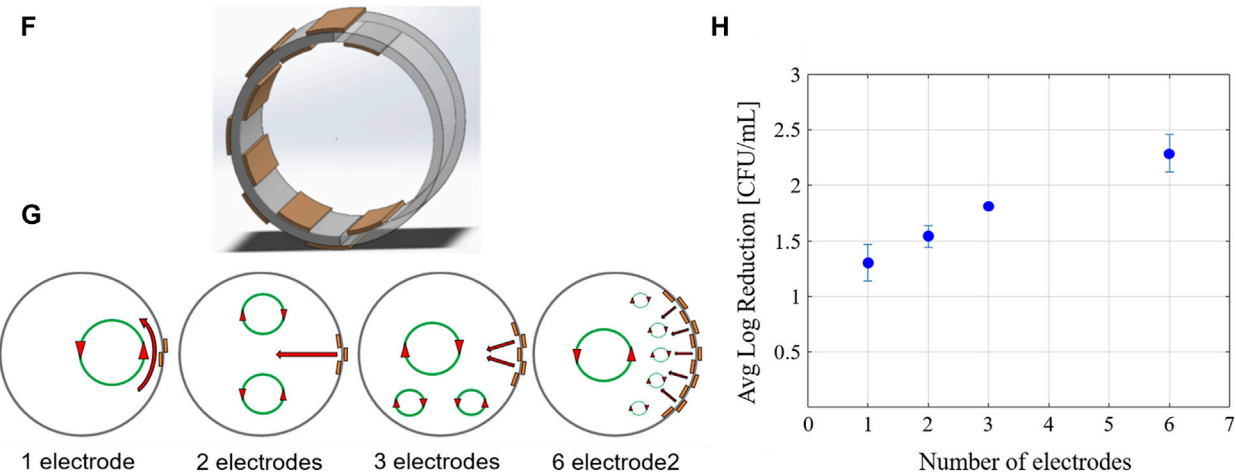 F
G
1 electrode
2 electrodes
3 electrodes
6 electrode2
H
Avg Log Reduction [CFU/mL]
3
2.5
2
1.5
1
0.5
0 1 2 3 4 5 6 7
Number of electrodes